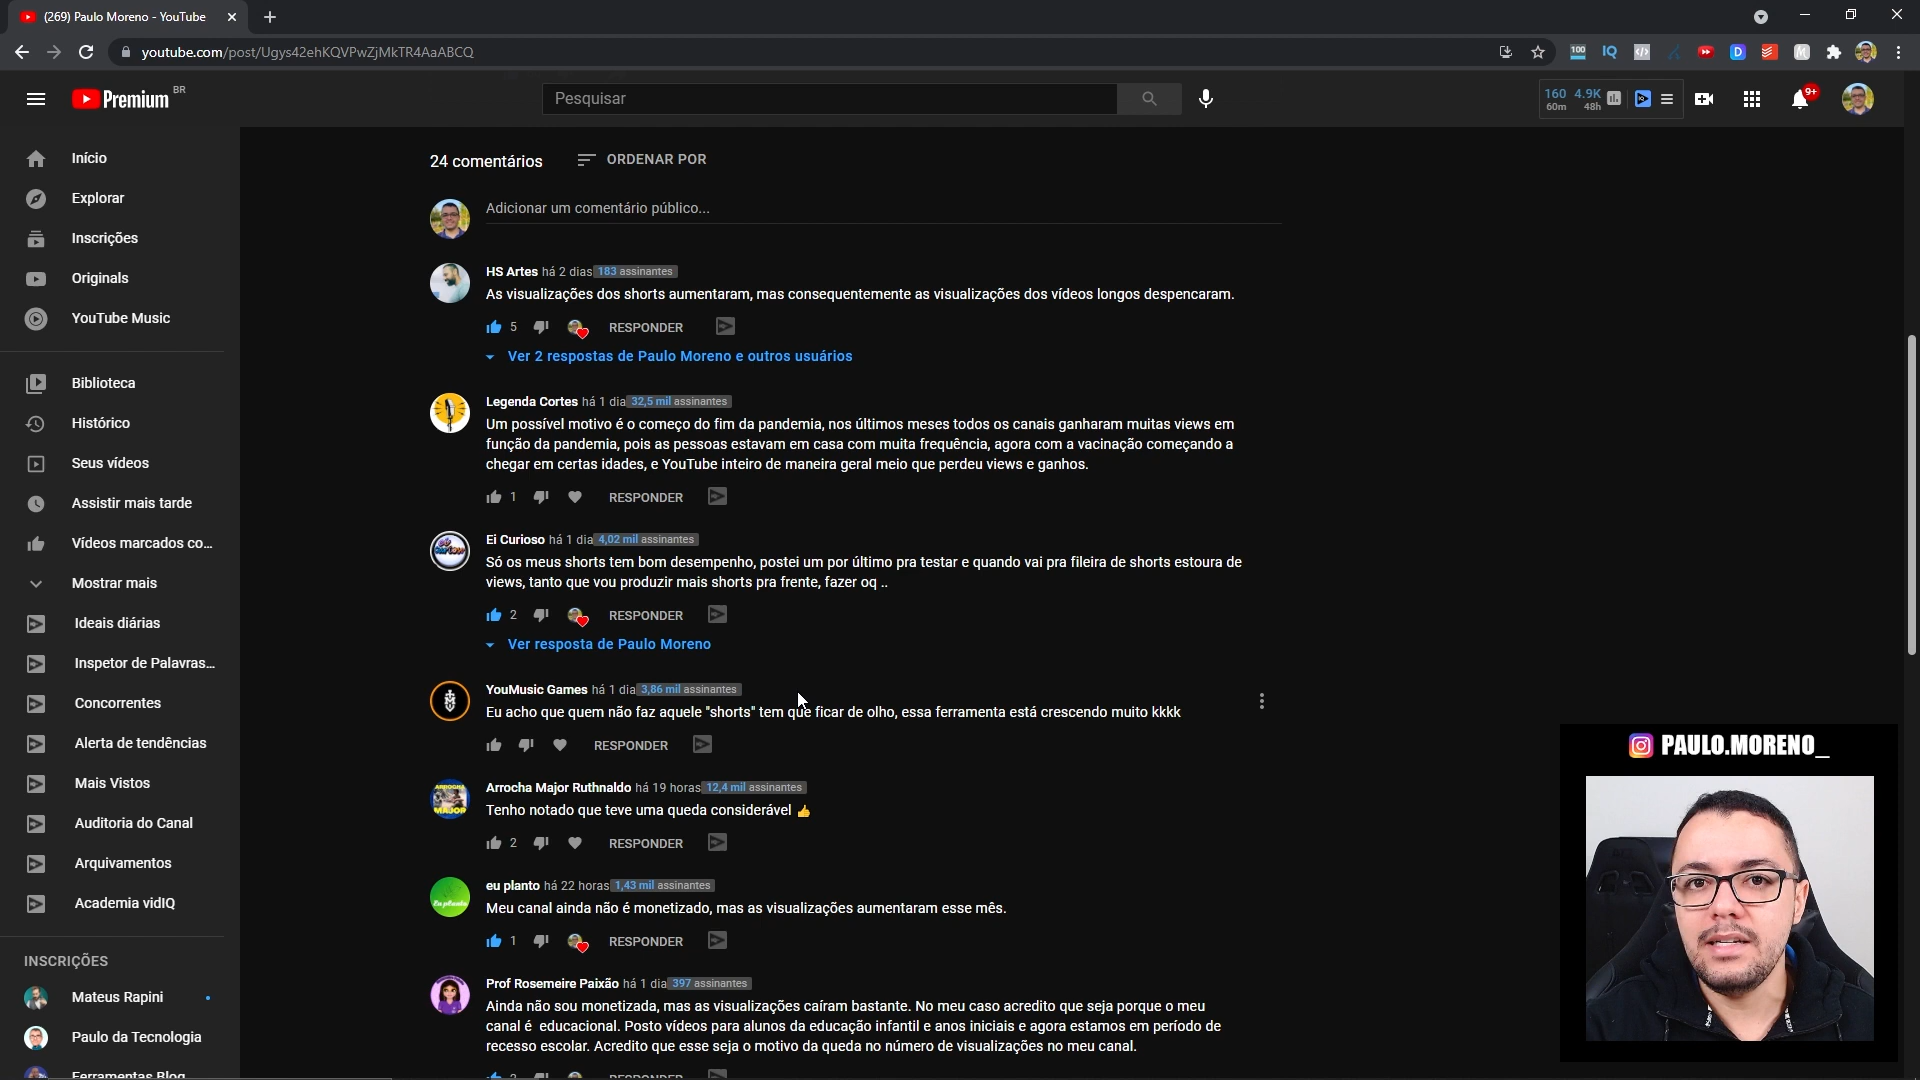 (269) Paulo Moreno - YouTube
youtube.com/post/Ugys42ehKQVPwZjMkTR4AaABCQ
100
IQ
D
M
Premium BR
Pesquisar
160 4.9K
60m 48h
9+
Início
Explorar
Inscrições
Originals
YouTube Music
Biblioteca
Histórico
Seus vídeos
Assistir mais tarde
Vídeos marcados co...
Mostrar mais
Ideais diárias
Inspetor de Palavras...
Concorrentes
Alerta de tendências
Mais Vistos
Auditoria do Canal
Arquivamentos
Academia vidIQ
INSCRIÇÕES
Mateus Rapini
Paulo da Tecnologia
Ferramentas Blog
24 comentários ORDENAR POR
Adicionar um comentário público...
HS Artes há 2 dias 183 assinantes
As visualizações dos shorts aumentaram, mas consequentemente as visualizações dos vídeos longos despencaram.
5 RESPONDER
Ver 2 respostas de Paulo Moreno e outros usuários
Legenda Cortes há 1 dia 32,5 mil assinantes
Um possível motivo é o começo do fim da pandemia, nos últimos meses todos os canais ganharam muitas views em
função da pandemia, pois as pessoas estavam em casa com muita frequência, agora com a vacinação começando a
chegar em certas idades, e YouTube inteiro de maneira geral meio que perdeu views e ganhos.
1 RESPONDER
Ei Curioso há 1 dia 4,02 mil assinantes
Só os meus shorts tem bom desempenho, postei um por último pra testar e quando vai pra fileira de shorts estoura de
views, tanto que vou produzir mais shorts pra frente, fazer oq ..
2 RESPONDER
Ver resposta de Paulo Moreno
YouMusic Games há 1 dia 3,86 mil assinantes
Eu acho que quem não faz aquele "shorts" tem que ficar de olho, essa ferramenta está crescendo muito kkkk
RESPONDER
ARROCHA
MAJOR
Arrocha Major Ruthnaldo há 19 horas 12,4 mil assinantes
Tenho notado que teve uma queda considerável 👍
2 RESPONDER
Eu planto
eu planto há 22 horas 1,43 mil assinantes
Meu canal ainda não é monetizado, mas as visualizações aumentaram esse mês.
1 RESPONDER
Prof Rosemeire Paixão há 1 dia 397 assinantes
Ainda não sou monetizada, mas as visualizações caíram bastante. No meu caso acredito que seja porque o meu
canal é educacional. Posto vídeos para alunos da educação infantil e anos iniciais e agora estamos em período de
recesso escolar. Acredito que esse seja o motivo da queda no número de visualizações no meu canal.
2 RESPONDER
PAULO.MORENO_